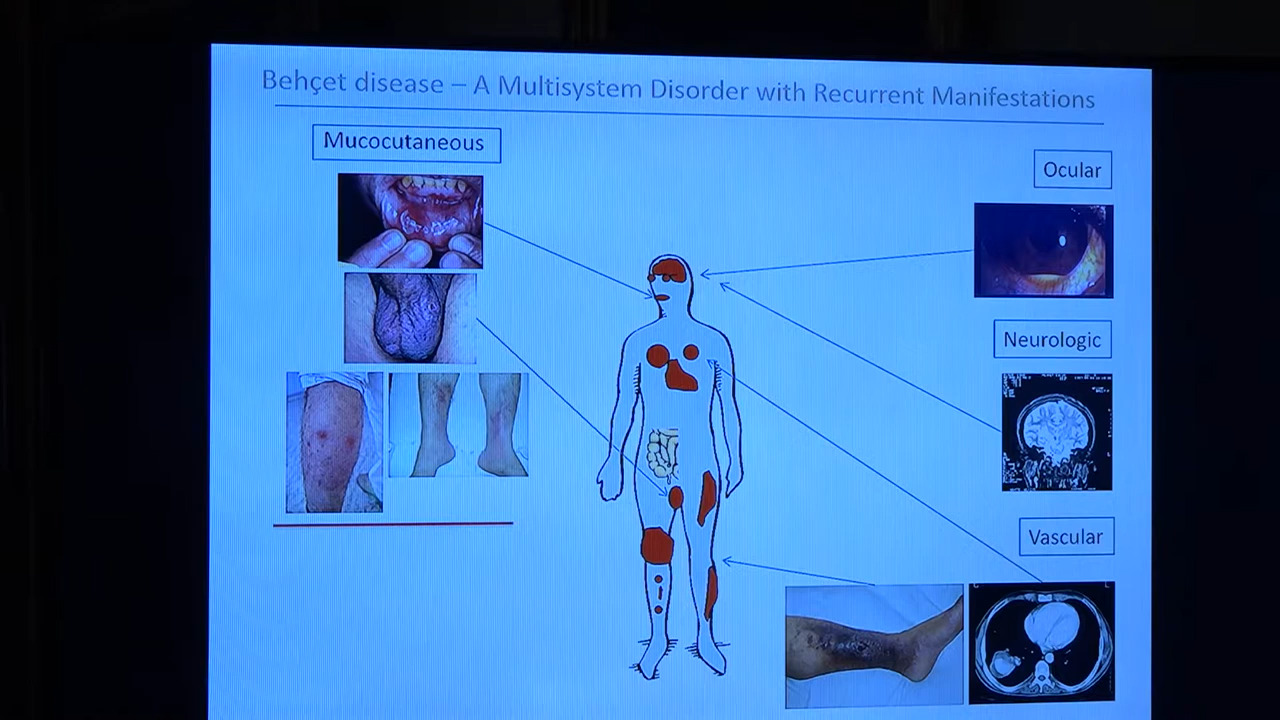 Behçet disease – A Multisystem Disorder with Recurrent Manifestations
Mucocutaneous
Ocular
Neurologic
Vascular